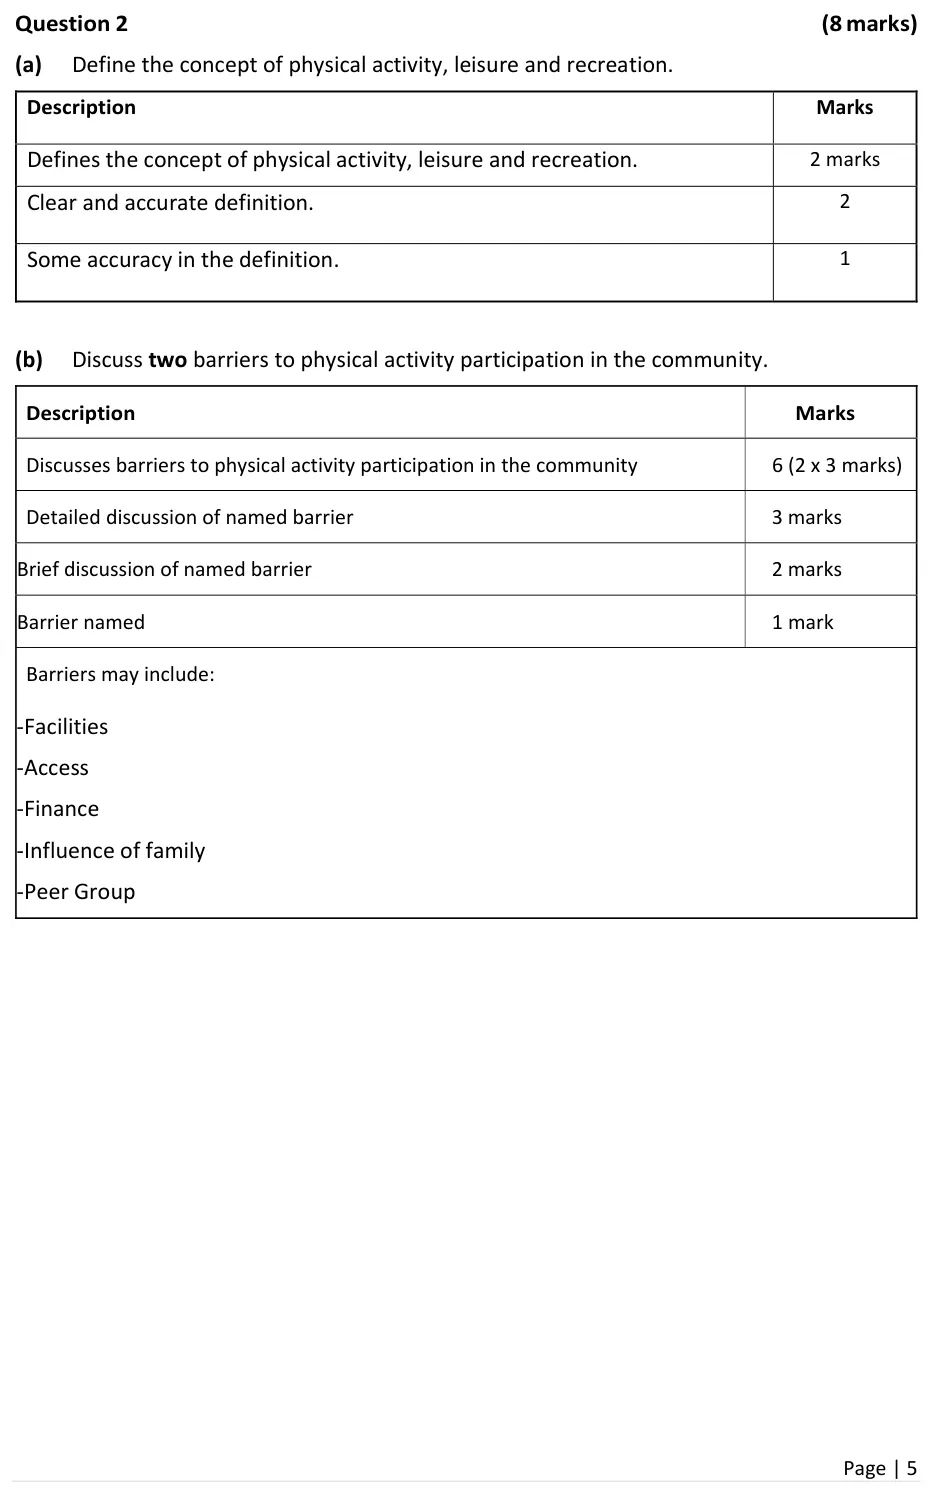 Question 2 (8 marks)
(a) Define the concept of physical activity, leisure and recreation.
Description Marks
Defines the concept of physical activity, leisure and recreation. 2 marks
Clear and accurate definition. 2
Some accuracy in the definition. 1
(b) Discuss two barriers to physical activity participation in the community.
Description Marks
Discusses barriers to physical activity participation in the community 6 (2 x 3 marks)
Detailed discussion of named barrier 3 marks
Brief discussion of named barrier 2 marks
Barrier named 1 mark
Barriers may include:
-Facilities
-Access
-Finance
-Influence of family
-Peer Group
Page | 5